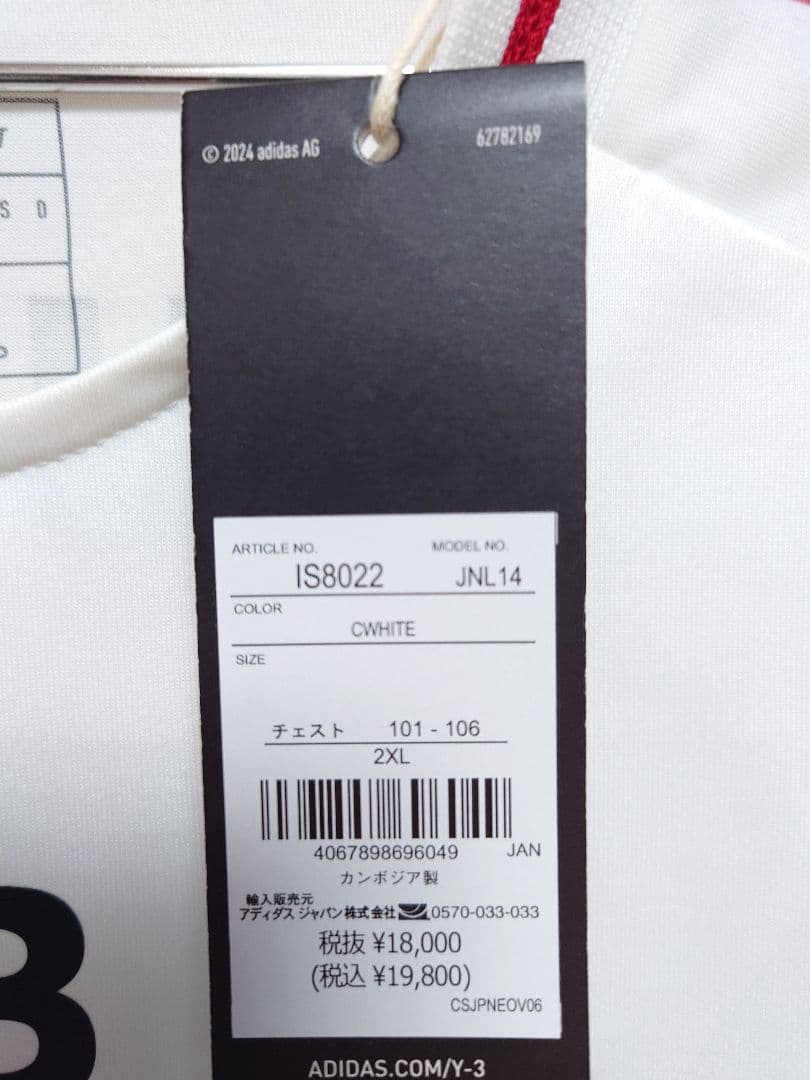 © 2024 adidas AG 62782169
S D
ARTICLE NO. MODEL NO.
IS8022 JNL14
COLOR
CWHITE
SIZE
チェスト 101 - 106
2XL
4067898696049 JAN
カンボジア製
輸入販売元
アディダス ジャパン株式会社 0570-033-033
税抜 ¥18,000
(税込 ¥19,800)
CSJPNEOV06
ADIDAS.COM/Y-3